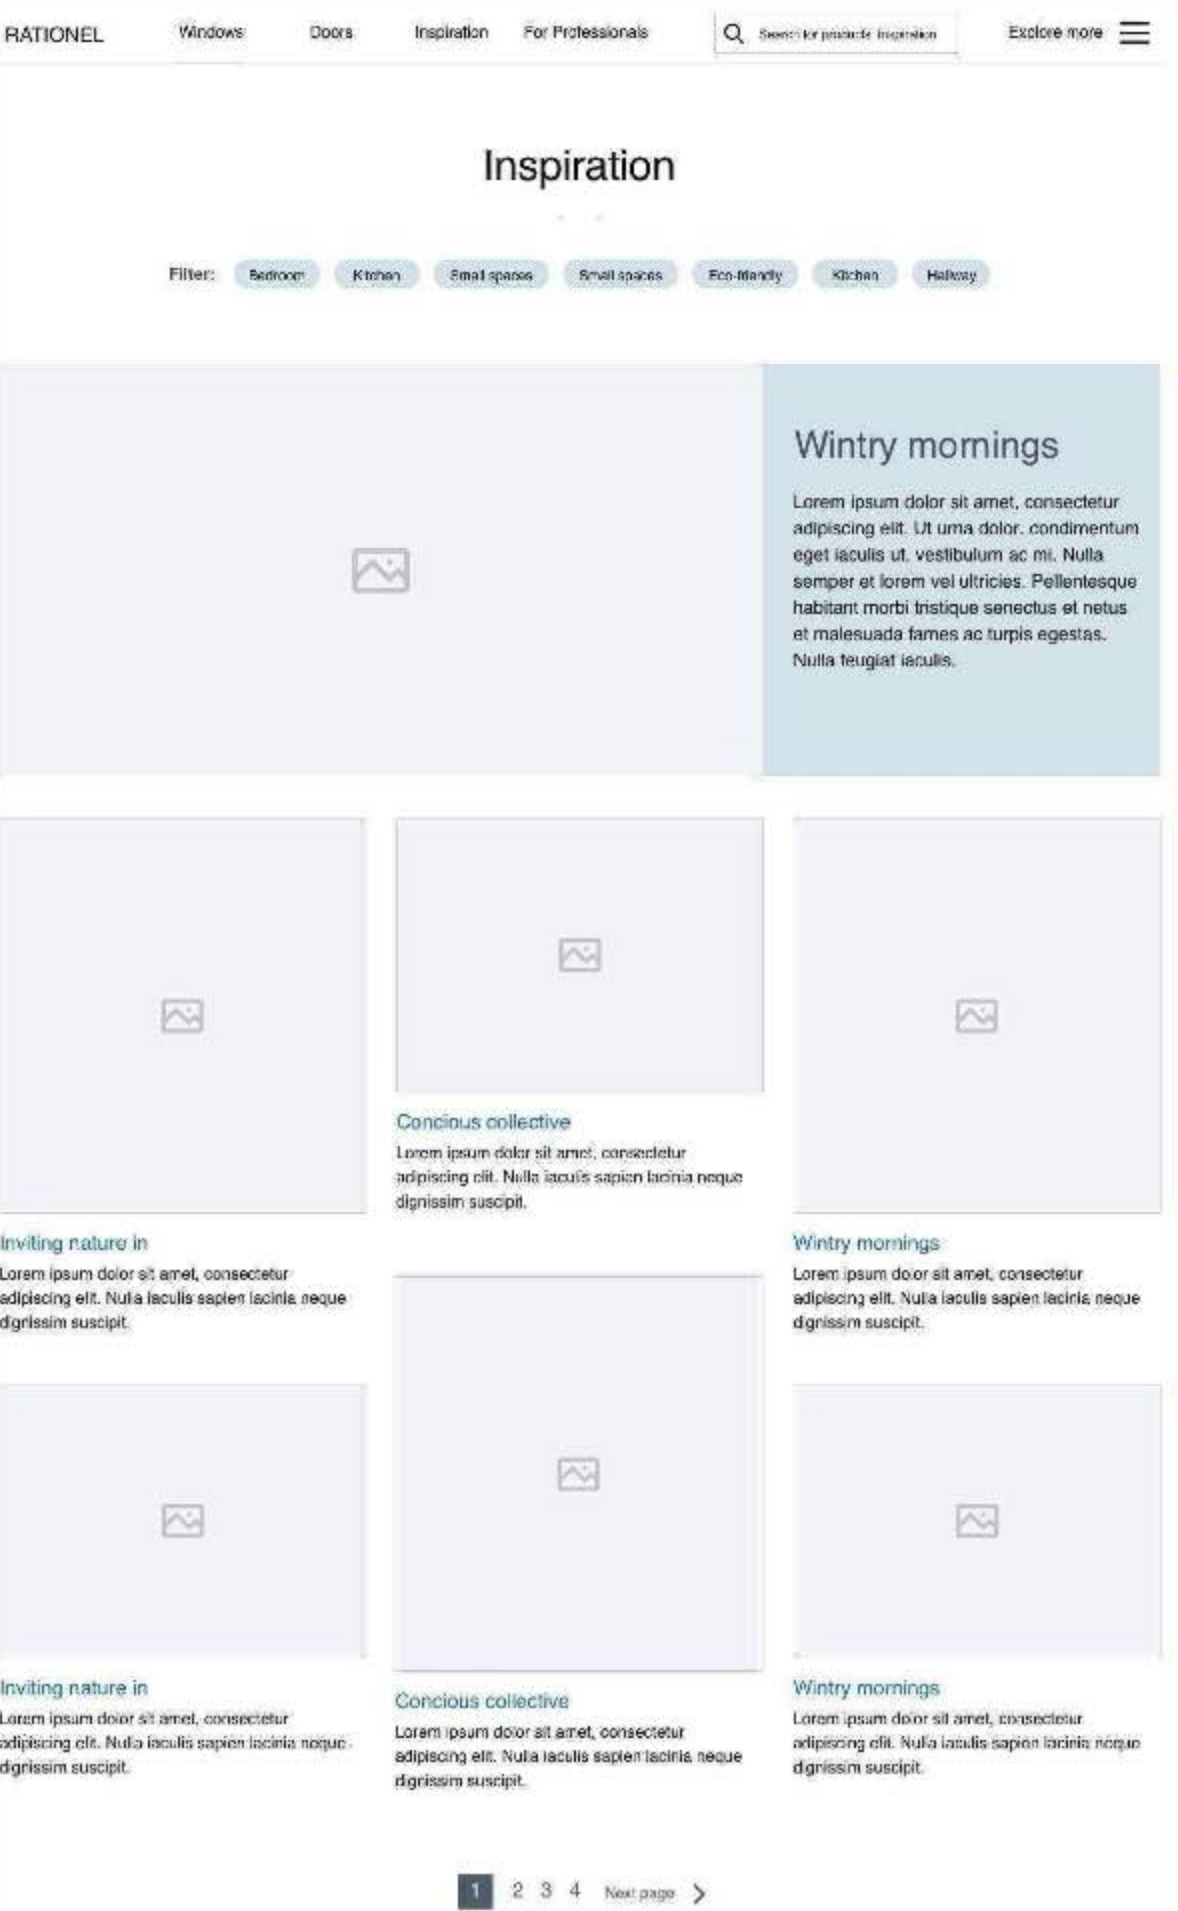 RATIONEL
Windows
Doors
Inspiration
For Professionals
Search for products, inspiration
Explore more
Inspiration
Filter:
Bedroom
Kitchen
Small spaces
Small spaces
Eco-friendly
Kitchen
Hallway
Wintry mornings
Lorem ipsum dolor sit amet, consectetur
adipiscing elit. Ut urna dolor, condimentum
eget iaculis ut, vestibulum ac mi. Nulla
semper et lorem vel ultricies. Pellentesque
habitant morbi tristique senectus et netus
et malesuada fames ac turpis egestas.
Nulla feugiat iaculis.
Concious collective
Lorem ipsum dolor sit amet, consectetur
adipiscing elit. Nulla iaculis sapien lacinia neque
dignissim suscipit.
Inviting nature in
Lorem ipsum dolor sit amet, consectetur
adipiscing elit. Nulla iaculis sapien lacinia neque
dignissim suscipit.
Wintry mornings
Lorem ipsum dolor sit amet, consectetur
adipiscing elit. Nulla iaculis sapien lacinia neque
dignissim suscipit.
Inviting nature in
Lorem ipsum dolor sit amet, consectetur
adipiscing elit. Nulla iaculis sapien lacinia neque
dignissim suscipit.
Concious collective
Lorem ipsum dolor sit amet, consectetur
adipiscing elit. Nulla iaculis sapien lacinia neque
dignissim suscipit.
Wintry mornings
Lorem ipsum dolor sit amet, consectetur
adipiscing elit. Nulla iaculis sapien lacinia neque
dignissim suscipit.
1 2 3 4 Next page